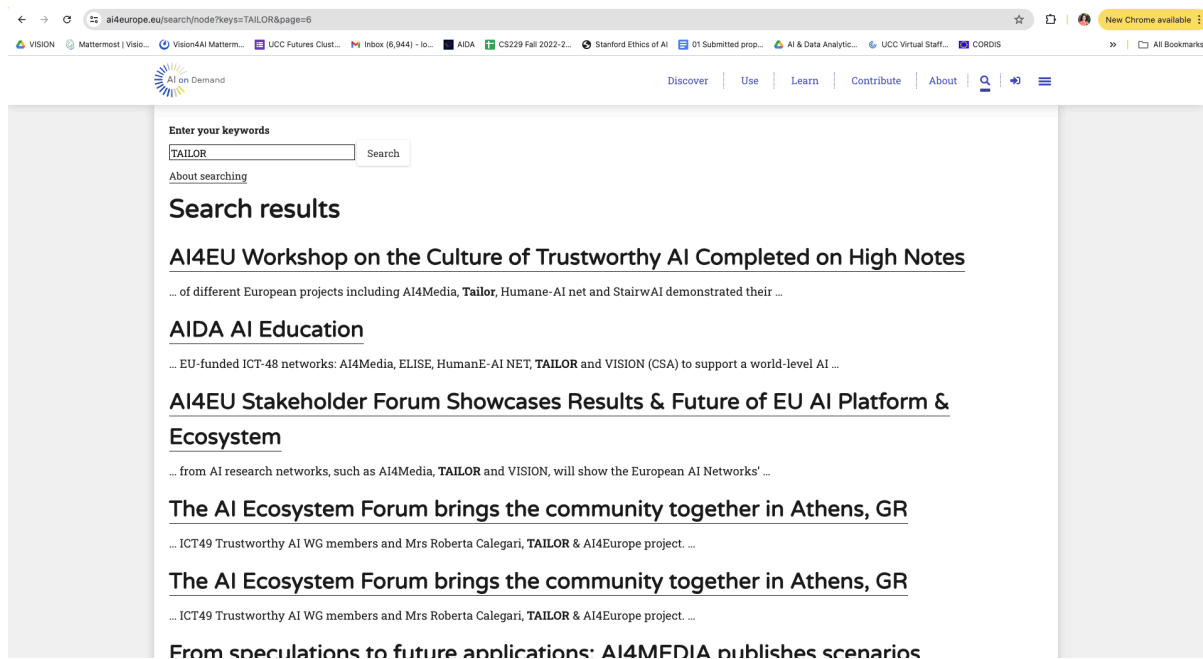 ai4europe.eu/search/node?keys=TAILOR&page=6
New Chrome available
VISION
Mattermost | Visio...
Vision4AI Matterm...
UCC Futures Clust...
Inbox (6,944) - lo...
AIDA
CS229 Fall 2022-2...
Stanford Ethics of AI
01 Submitted prop...
AI & Data Analytic...
UCC Virtual Staff...
CORDIS
»
All Bookmarks
AI on Demand
Discover
Use
Learn
Contribute
About
Enter your keywords
TAILOR
Search
About searching
Search results
AI4EU Workshop on the Culture of Trustworthy AI Completed on High Notes
... of different European projects including AI4Media, Tailor, Humane-AI net and StairwAI demonstrated their ...
AIDA AI Education
... EU-funded ICT-48 networks: AI4Media, ELISE, HumanE-AI NET, TAILOR and VISION (CSA) to support a world-level AI ...
AI4EU Stakeholder Forum Showcases Results & Future of EU AI Platform &
Ecosystem
... from AI research networks, such as AI4Media, TAILOR and VISION, will show the European AI Networks' ...
The AI Ecosystem Forum brings the community together in Athens, GR
... ICT49 Trustworthy AI WG members and Mrs Roberta Calegari, TAILOR & AI4Europe project. ...
The AI Ecosystem Forum brings the community together in Athens, GR
... ICT49 Trustworthy AI WG members and Mrs Roberta Calegari, TAILOR & AI4Europe project. ...
From speculations to future applications: AI4MEDIA publishes scenarios